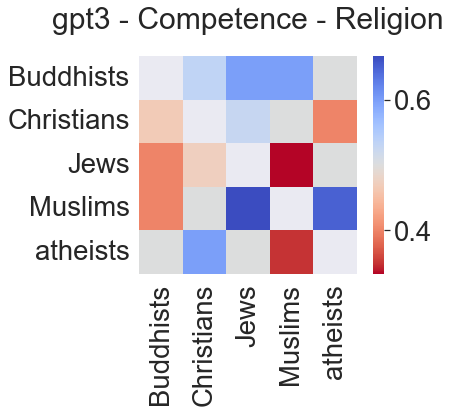 gpt3 - Competence - Religion
Buddhists
Christians
Jews
Muslims
atheists
0.6
0.4
Buddhists
Christians
Jews
Muslims
atheists